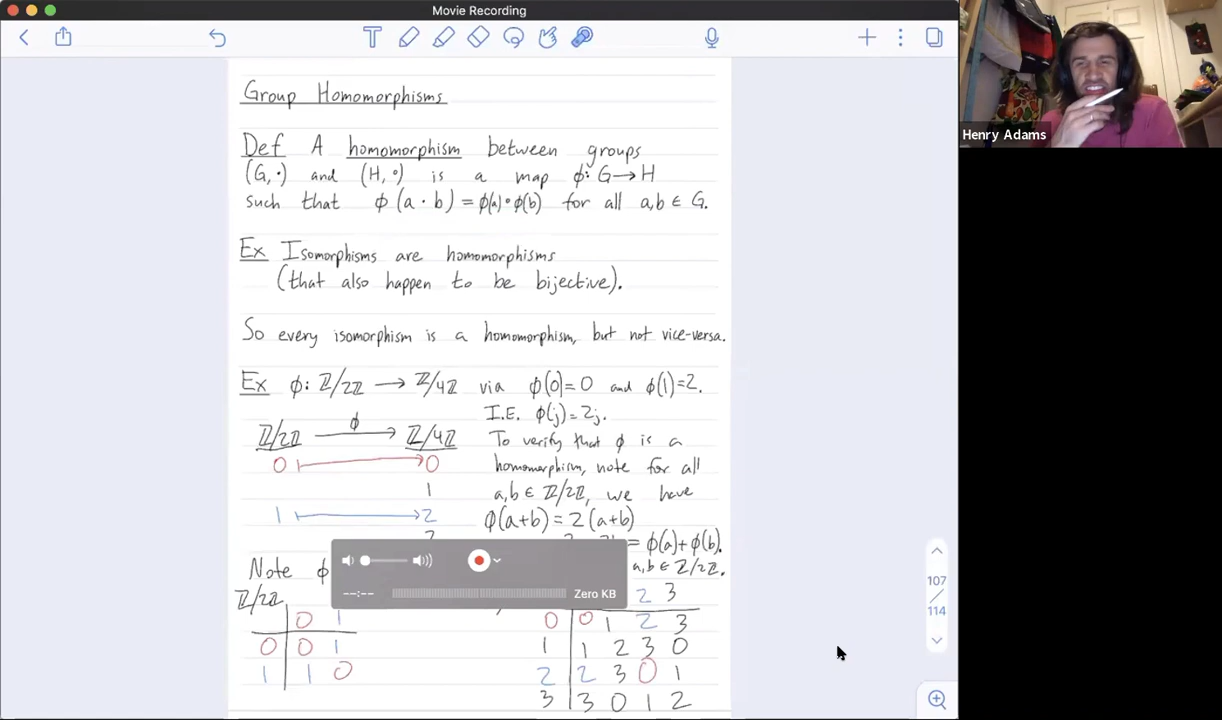 Movie Recording
Henry Adams
Group Homomorphisms
Def A homomorphism between groups
(G,·) and (H,∘) is a map φ: G→H
such that φ(a·b) = φ(a)∘φ(b) for all a,b ∈ G.
Ex Isomorphisms are homomorphisms
(that also happen to be bijective).
So every isomorphism is a homomorphism, but not vice-versa.
Ex φ: ℤ/2ℤ → ℤ/4ℤ via φ(0)=0 and φ(1)=2.
I.E. φ(j)=2j.
ℤ/2ℤ φ ℤ/4ℤ
0 0
1
1 2
To verify that φ is a
homomorphism, note for all
a,b ∈ ℤ/2ℤ, we have
φ(a+b) = 2(a+b)
= φ(a)+φ(b).
a,b ∈ ℤ/2ℤ.
Note φ
ℤ/2ℤ
0 1
0 0 1
1 1 0
2 3
0 0 1 2 3
1 1 2 3 0
2 2 3 0 1
3 3 0 1 2
--:--
Zero KB
107
114